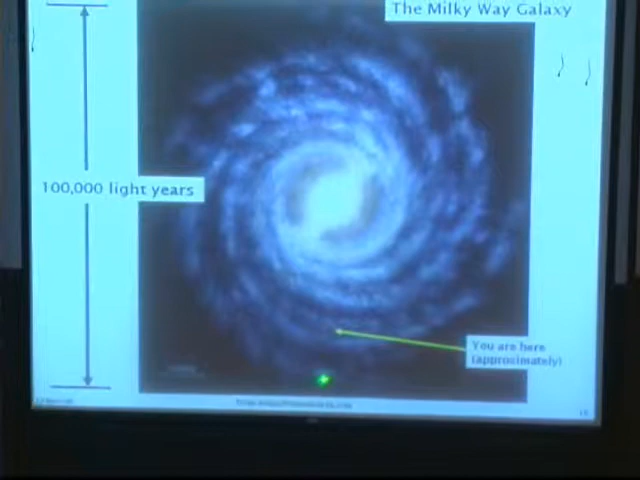 The Milky Way Galaxy
100,000 light years
You are here
(approximately)